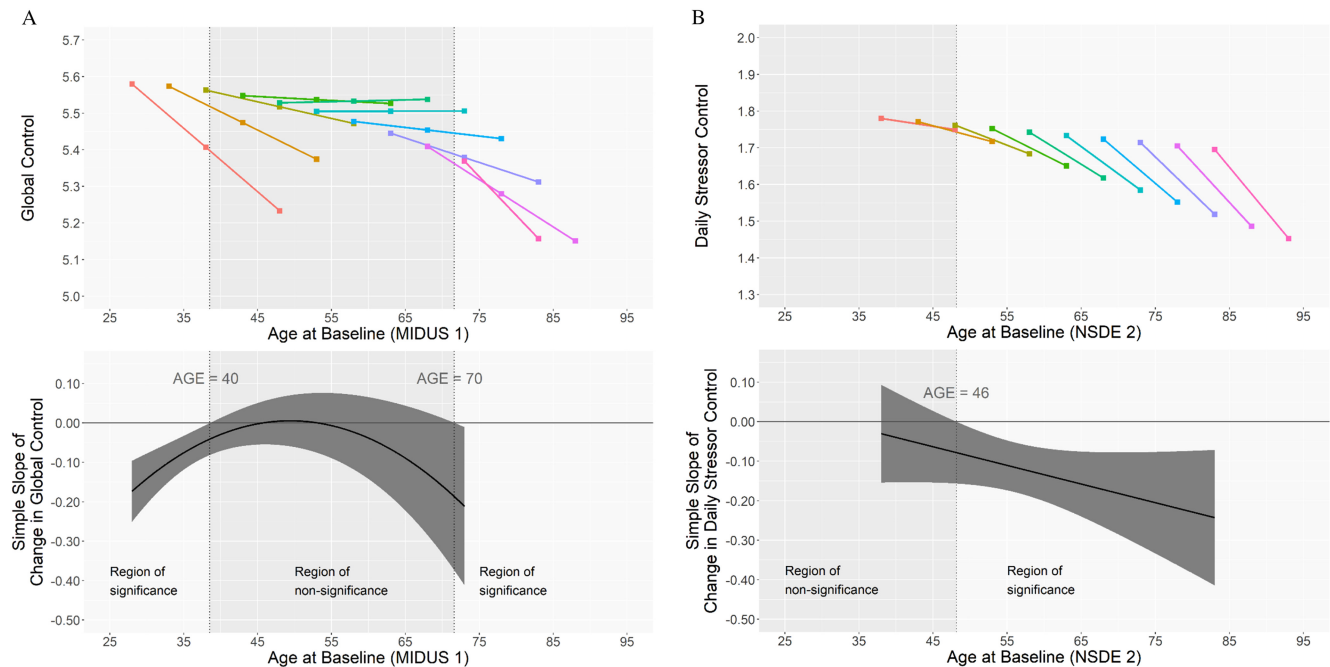 A
Global Control
5.7
5.6
5.5
5.4
5.3
5.2
5.1
5.0
25 35 45 55 65 75 85 95
Age at Baseline (MIDUS 1)
Simple Slope of
Change in Global Control
0.10
0.00
-0.10
-0.20
-0.30
-0.40
-0.50
AGE = 40
AGE = 70
Region of
significance
Region of
non-significance
Region of
significance
25 35 45 55 65 75 85 95
Age at Baseline (MIDUS 1)
B
Daily Stressor Control
2.0
1.9
1.8
1.7
1.6
1.5
1.4
1.3
25 35 45 55 65 75 85 95
Age at Baseline (NSDE 2)
Simple Slope of
Change in Daily Stressor Control
0.10
0.00
-0.10
-0.20
-0.30
-0.40
-0.50
AGE = 46
Region of
non-significance
Region of
significance
25 35 45 55 65 75 85 95
Age at Baseline (NSDE 2)